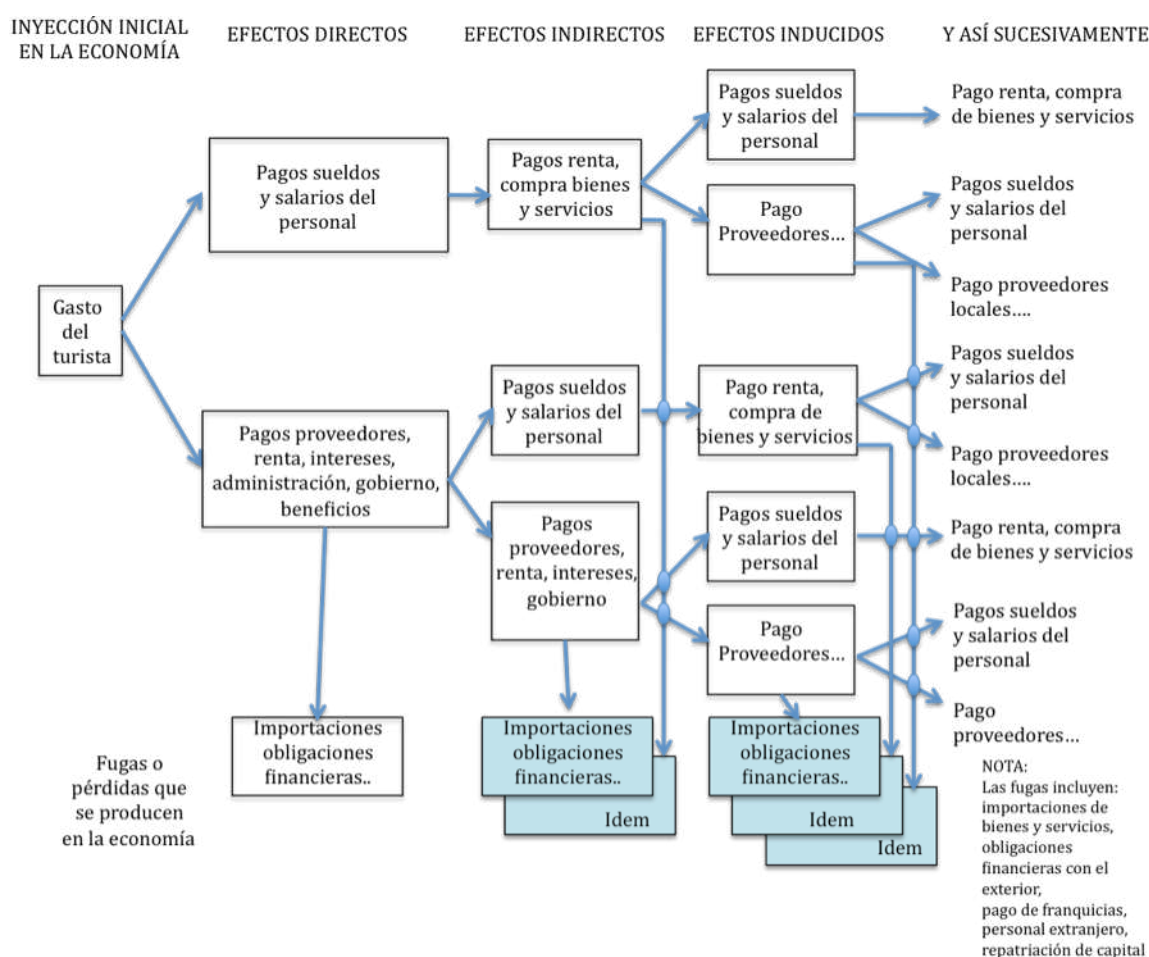 INYECCIÓN INICIAL
EN LA ECONOMÍA
EFECTOS DIRECTOS
EFECTOS INDIRECTOS
EFECTOS INDUCIDOS
Y ASÍ SUCESIVAMENTE
Gasto
del
turista
Pagos sueldos
y salarios del
personal
Pagos proveedores,
renta, intereses,
administración, gobierno,
beneficios
Importaciones
obligaciones
financieras..
Pagos renta,
compra bienes
y servicios
Pagos sueldos
y salarios del
personal
Pagos
proveedores,
renta, intereses,
gobierno
Importaciones
obligaciones
financieras..
Idem
Pagos sueldos
y salarios del
personal
Pago
Proveedores...
Pago renta,
compra de
bienes y servicios
Pagos sueldos
y salarios del
personal
Pago
Proveedores...
Importaciones
obligaciones
financieras..
Idem
Idem
Pago renta, compra
de bienes y servicios
Pagos sueldos
y salarios del
personal
Pago proveedores
locales....
Pagos sueldos
y salarios del
personal
Pago proveedores
locales....
Pago renta, compra
de bienes y servicios
Pagos sueldos
y salarios del
personal
Pago
proveedores...
Fugas o
pérdidas que
se producen
en la economía
NOTA:
Las fugas incluyen:
importaciones de
bienes y servicios,
obligaciones
financieras con el
exterior,
pago de franquicias,
personal extranjero,
repatriación de capital